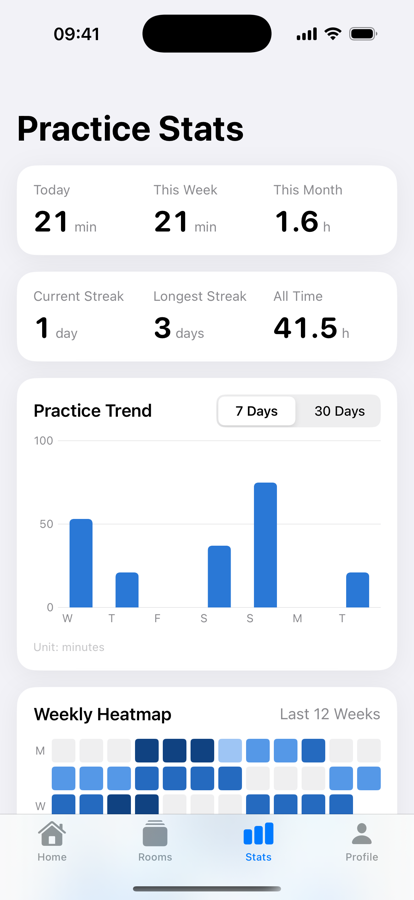 09:41
Practice Stats
Today This Week This Month
21 min 21 min 1.6 h
Current Streak Longest Streak All Time
1 day 3 days 41.5 h
Practice Trend 7 Days 30 Days
100
50
0
W T F S S M T
Unit: minutes
Weekly Heatmap Last 12 Weeks
M
W
Home Rooms Stats Profile